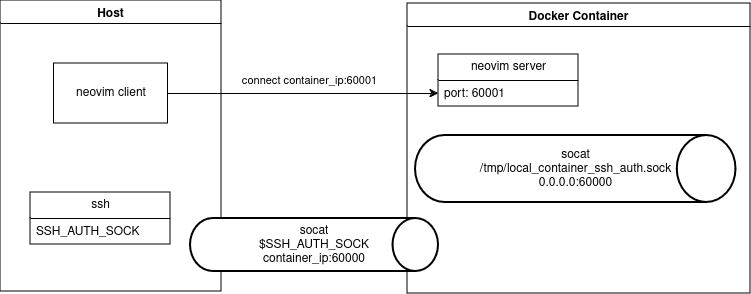 Host
Docker Container
neovim client
connect container_ip:60001
neovim server
port: 60001
socat
/tmp/local_container_ssh_auth.sock
0.0.0.0:60000
ssh
SSH_AUTH_SOCK
socat
$SSH_AUTH_SOCK
container_ip:60000